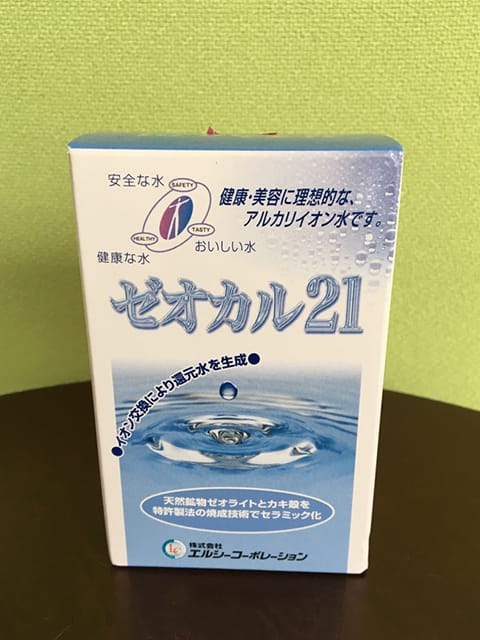 安全な水
SAFETY
健康・美容に理想的な、
アルカリイオン水です。
HEALTHY
TASTY
おいしい水
健康な水
ゼオカル21
●イオン交換により還元水を生成●
天然鉱物ゼオライトとカキ殻を
特許製法の焼成技術でセラミック化
LC
株式会社
エルシーコーポレーション